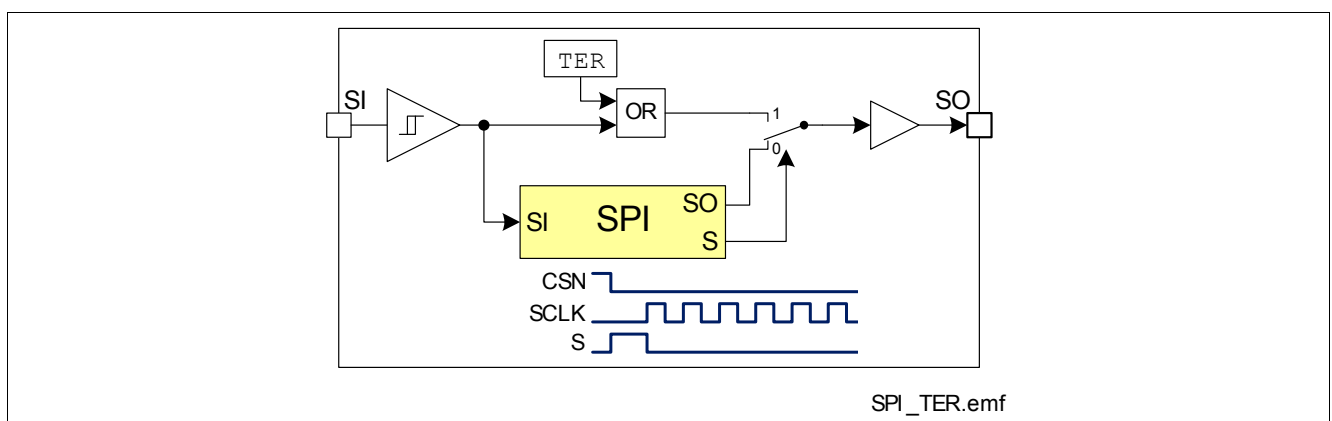 TER
SI
SO
OR
1
0
SI
SPI
SO
S
CSN
SCLK
S
SPI_TER.emf